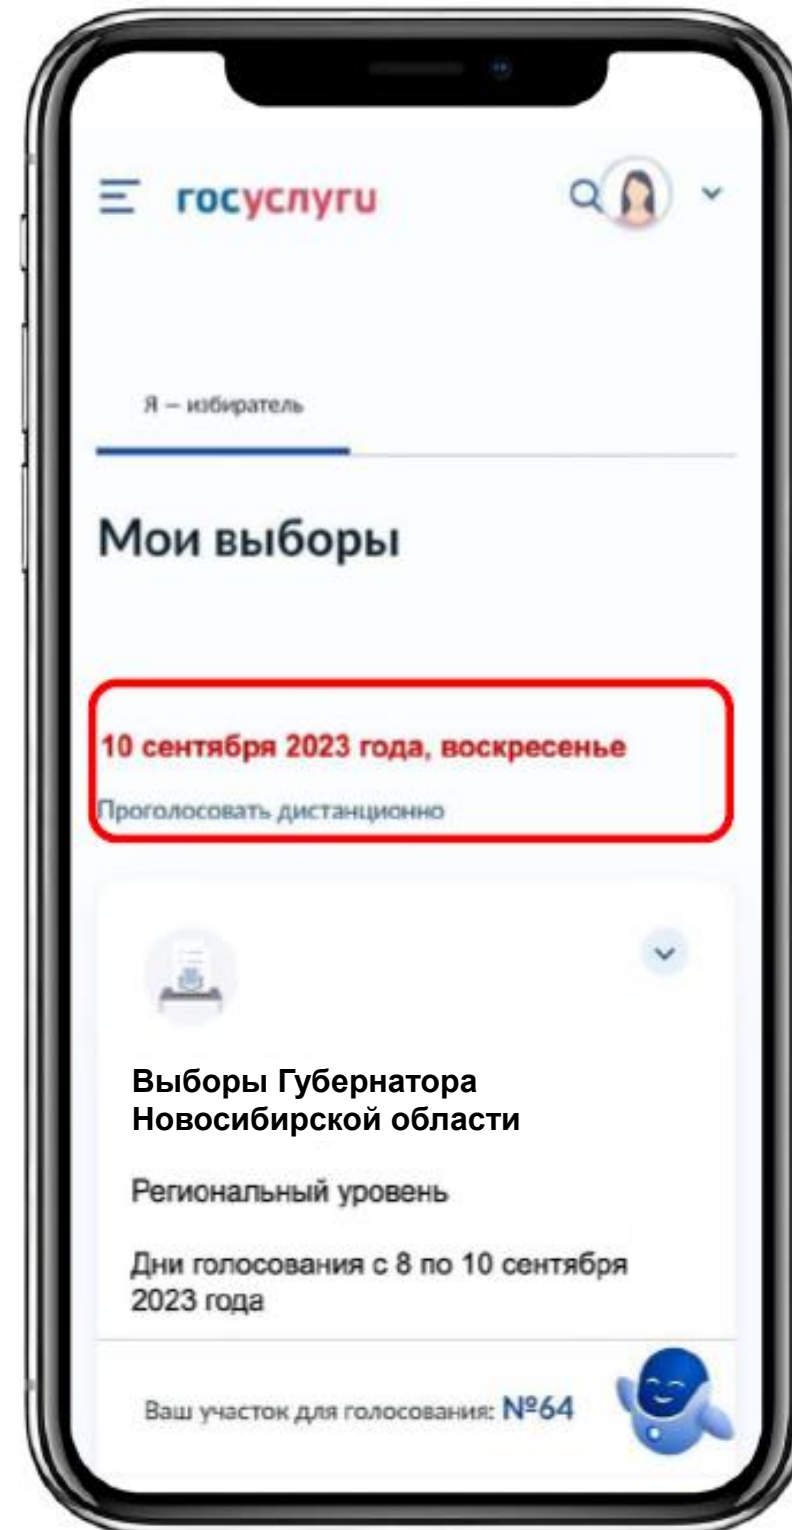 госуслуги
Я – избиратель
Мои выборы
10 сентября 2023 года, воскресенье
Проголосовать дистанционно
Выборы Губернатора
Новосибирской области
Региональный уровень
Дни голосования с 8 по 10 сентября
2023 года
Ваш участок для голосования: №64